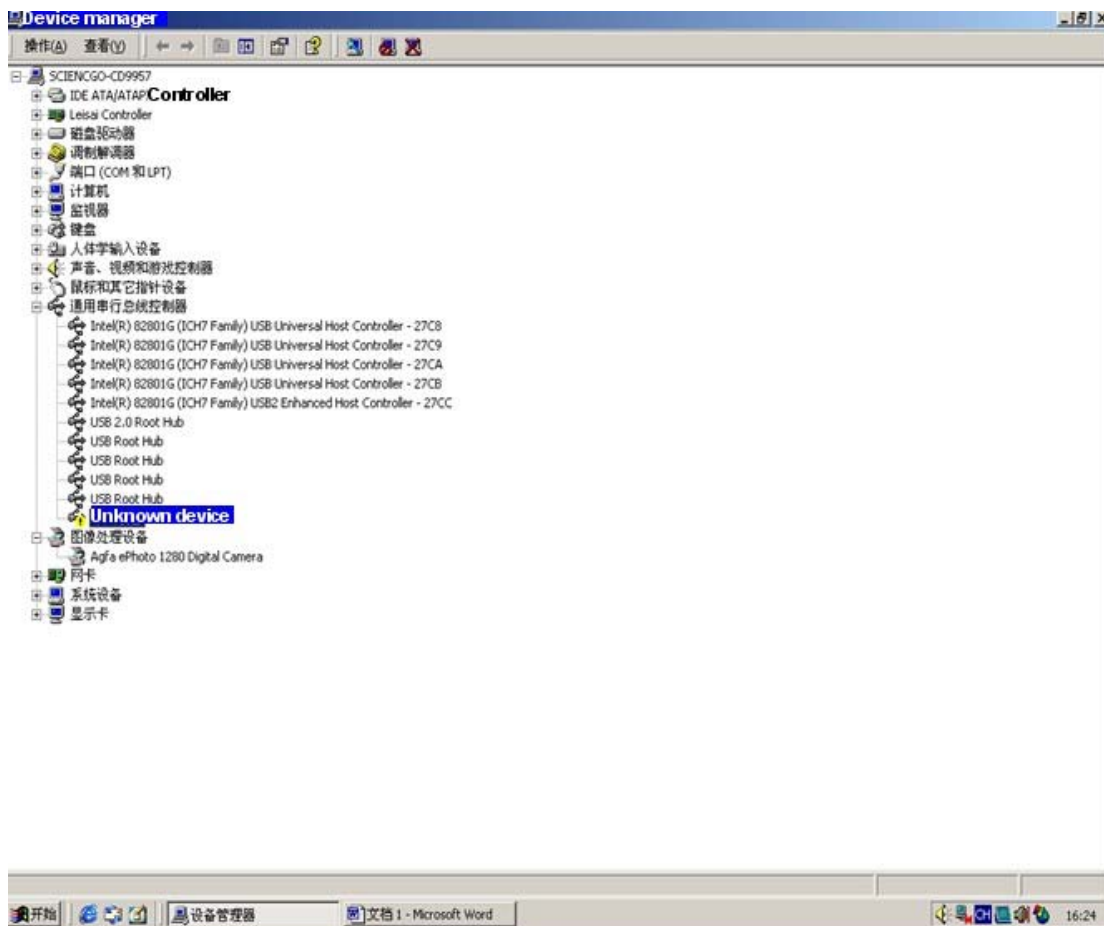 Device manager
操作(A) 查看(V)
SCIENCGO-CD9957
IDE ATA/ATAPController
Leisai Controller
磁盘驱动器
调制解调器
端口 (COM 和 LPT)
计算机
监视器
键盘
人体学输入设备
声音、视频和游戏控制器
鼠标和其它指针设备
通用串行总线控制器
Intel(R) 82801G (ICH7 Family) USB Universal Host Controller - 27C8
Intel(R) 82801G (ICH7 Family) USB Universal Host Controller - 27C9
Intel(R) 82801G (ICH7 Family) USB Universal Host Controller - 27CA
Intel(R) 82801G (ICH7 Family) USB Universal Host Controller - 27CB
Intel(R) 82801G (ICH7 Family) USB2 Enhanced Host Controller - 27CC
USB 2.0 Root Hub
USB Root Hub
USB Root Hub
USB Root Hub
USB Root Hub
Unknown device
图像处理设备
Agfa ePhoto 1280 Digital Camera
网卡
系统设备
显示卡
开始 设备管理器 文档 1 - Microsoft Word CH 16:24